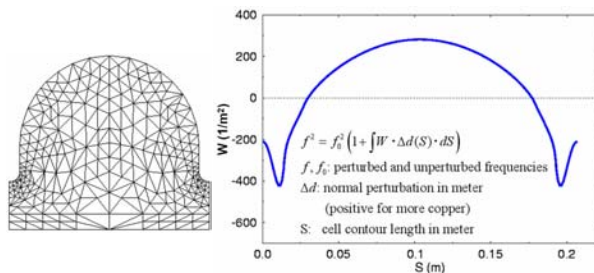 400
200
0
-200
-400
-600
W (1/m²)
f² = f₀² (1+∫W·Δd(S)·dS)
f, f₀: perturbed and unperturbed frequencies
Δd: normal perturbation in meter
(positive for more copper)
S: cell contour length in meter
0.0 0.05 0.1 0.15 0.2
S (m)